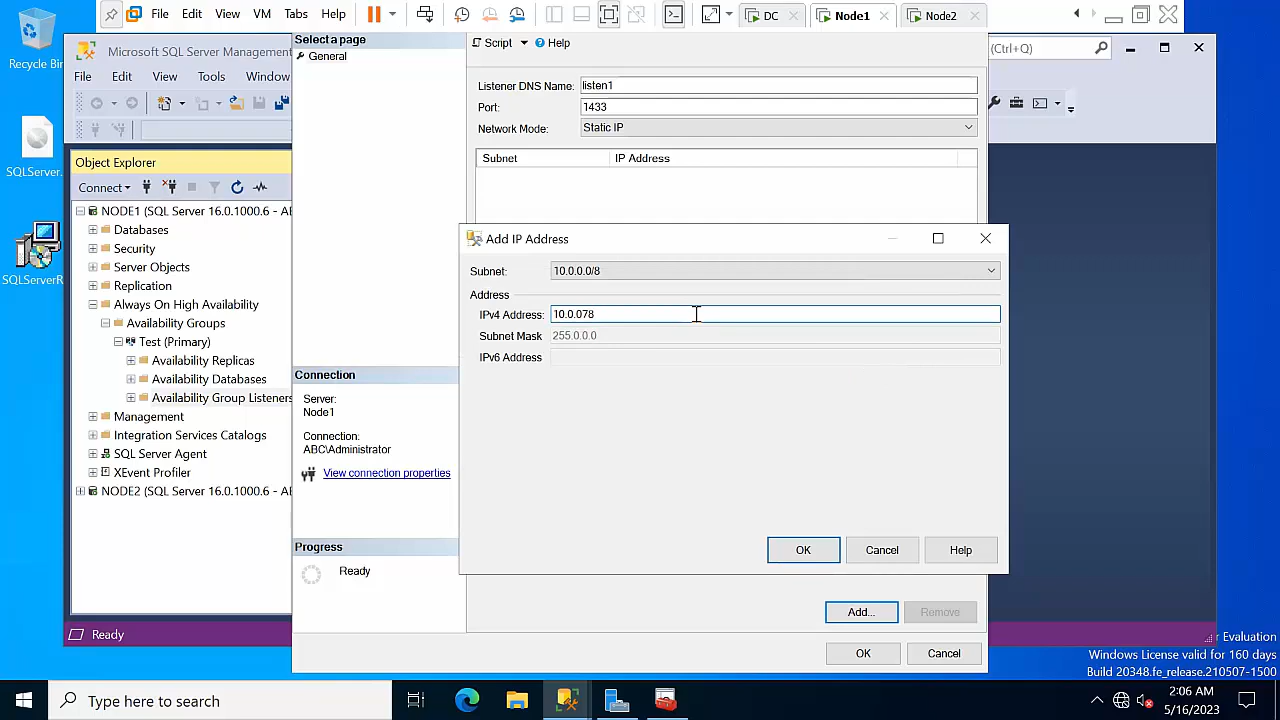 File Edit View VM Tabs Help DC Node1 Node2
Recycle Bin
Microsoft SQL Server Management
(Ctrl+Q)
File Edit Tools Window
SQLServer.
SQLServerR
Object Explorer
Connect
NODE1 (SQL Server 16.0.1000.6 - AB
Databases
Security
Server Objects
Replication
Always On High Availability
Availability Groups
Test (Primary)
Availability Replicas
Availability Databases
Availability Group Listeners
Management
Integration Services Catalogs
SQL Server Agent
XEvent Profiler
NODE2 (SQL Server 16.0.1000.6 - AB
Ready
Select a page
General
Connection
Server:
Node1
Connection:
ABC\Administrator
View connection properties
Progress
Ready
Script Help
Listener DNS Name: listen1
Port: 1433
Network Mode: Static IP
Subnet IP Address
Add IP Address
Subnet: 10.0.0.0/8
Address
IPv4 Address: 10.0.078
Subnet Mask 255.0.0.0
IPv6 Address
OK Cancel Help
Add... Remove
OK Cancel
r Evaluation
Windows License valid for 160 days
Build 20348.fe_release.210507-1500
Type here to search
2:06 AM
5/16/2023